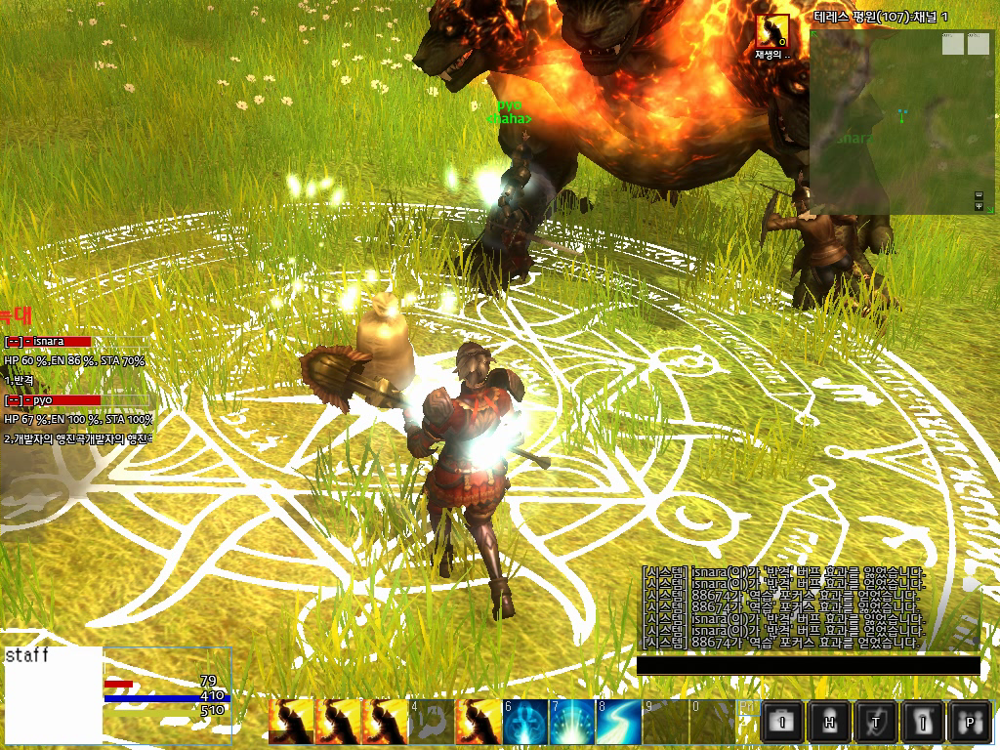 테레스 평원(107):채널 1
재생의 ..
pyo
<haha>
isnara
늑대
[--] - isnara
HP 60 %,EN 86 %, STA 70%
1,반격
[--] - pyo
HP 67 %,EN 100 %, STA 100%
2,개발자의 행진곡개발자의 행진곡
[시스템] isnara(이)가 '반격' 버프 효과를 잃었습니다.
[시스템] isnara(이)가 '반격' 버프 효과를 얻었습니다.
[시스템] 88674가 '역습' 포커스 효과를 잃었습니다.
[시스템] 88674가 '역습' 포커스 효과를 얻었습니다.
[시스템] isnara(이)가 '반격' 버프 효과를 잃었습니다.
[시스템] isnara(이)가 '반격' 버프 효과를 얻었습니다.
[시스템] 88674가 '역습' 포커스 효과를 얻었습니다.
staff
79
410
510
4 6 7 8 9 0
I H T I P